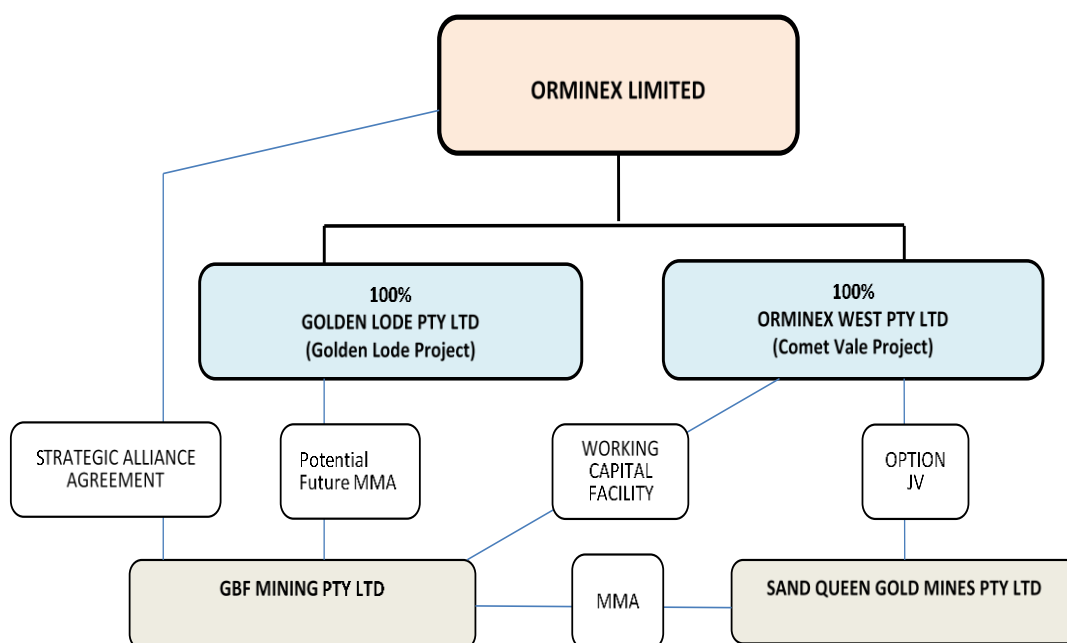 ORMINEX LIMITED
100%
GOLDEN LODE PTY LTD
(Golden Lode Project)
100%
ORMINEX WEST PTY LTD
(Comet Vale Project)
STRATEGIC ALLIANCE
AGREEMENT
Potential
Future MMA
WORKING
CAPITAL
FACILITY
OPTION
JV
GBF MINING PTY LTD
MMA
SAND QUEEN GOLD MINES PTY LTD